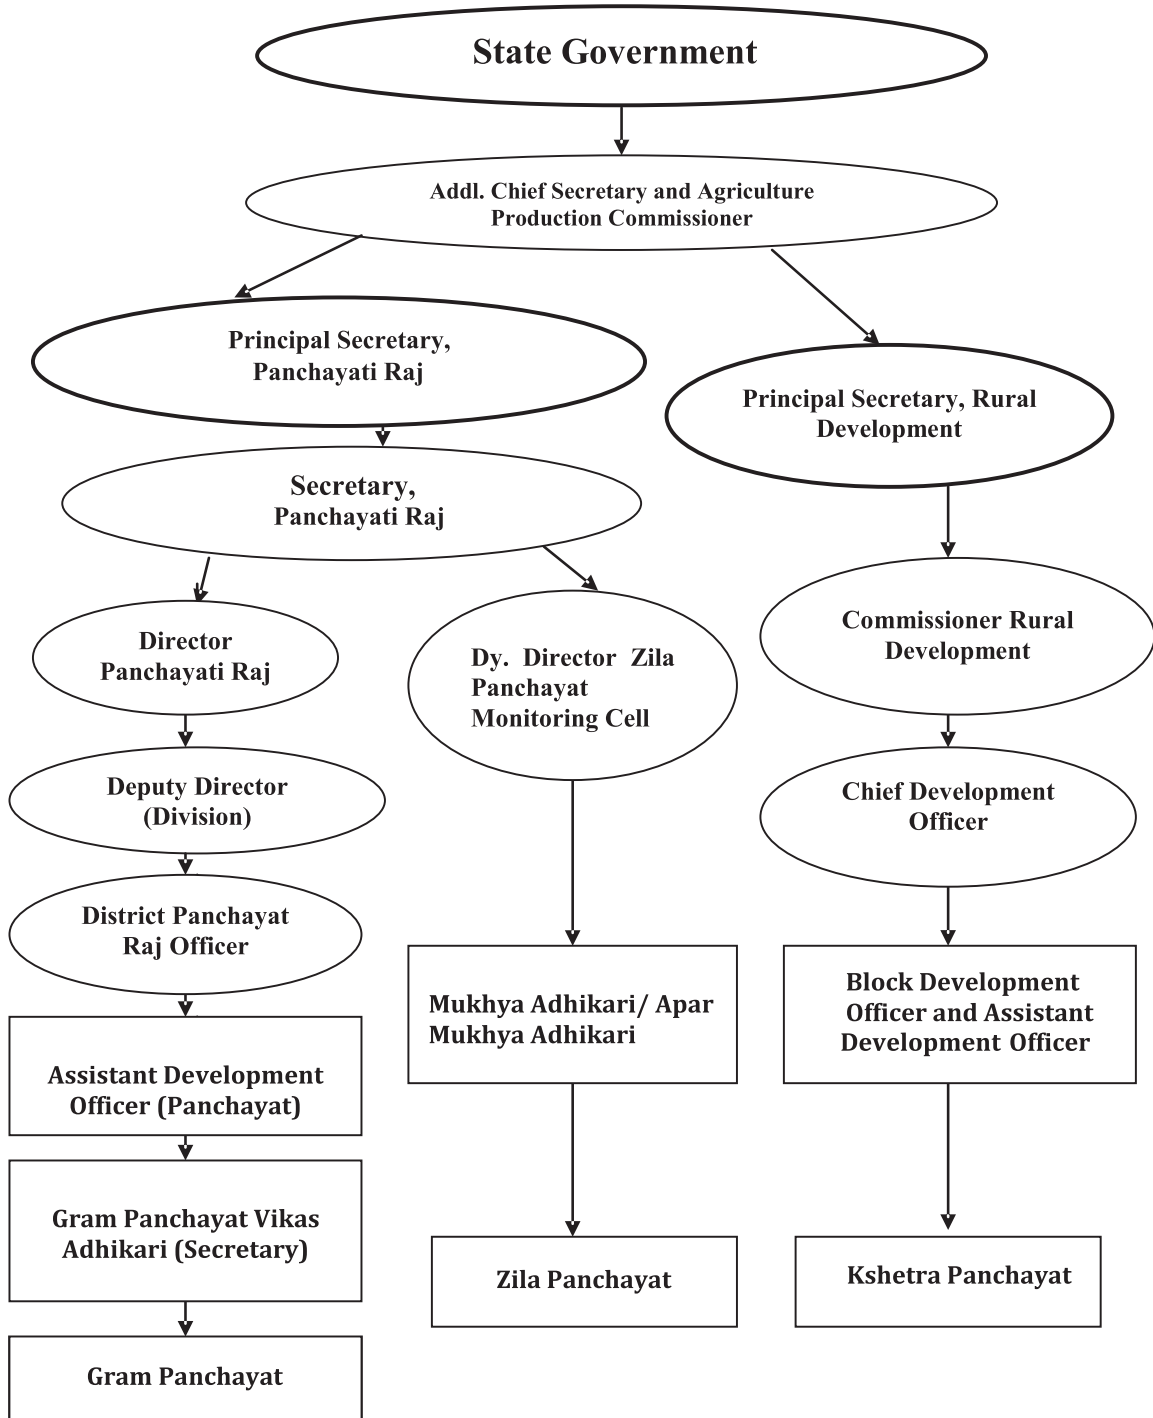 State Government
Addl. Chief Secretary and Agriculture
Production Commissioner
Principal Secretary,
Panchayati Raj
Principal Secretary, Rural
Development
Secretary,
Panchayati Raj
Director
Panchayati Raj
Dy. Director Zila
Panchayat
Monitoring Cell
Commissioner Rural
Development
Deputy Director
(Division)
Chief Development
Officer
District Panchayat
Raj Officer
Mukhya Adhikari/ Apar
Mukhya Adhikari
Block Development
Officer and Assistant
Development Officer
Assistant Development
Officer (Panchayat)
Gram Panchayat Vikas
Adhikari (Secretary)
Zila Panchayat
Kshetra Panchayat
Gram Panchayat